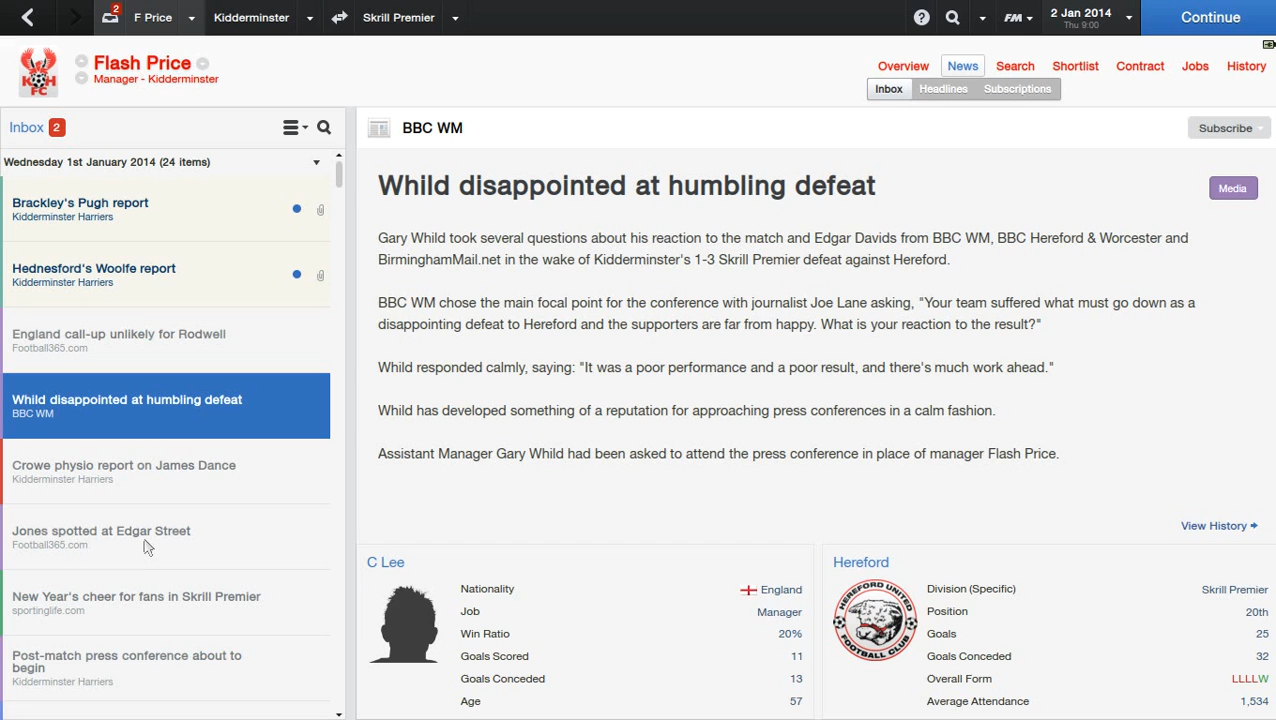 2
F Price
Kidderminster
Skrill Premier
?
FM
2 Jan 2014
Thu 9:00
Continue
Flash Price
Manager - Kidderminster
Overview
News
Search
Shortlist
Contract
Jobs
History
Inbox
Headlines
Subscriptions
Inbox 2
Wednesday 1st January 2014 (24 items)
Brackley's Pugh report
Kidderminster Harriers
Hednesford's Woolfe report
Kidderminster Harriers
England call-up unlikely for Rodwell
Football365.com
Whild disappointed at humbling defeat
BBC WM
Crowe physio report on James Dance
Kidderminster Harriers
Jones spotted at Edgar Street
Football365.com
New Year's cheer for fans in Skrill Premier
sportinglife.com
Post-match press conference about to
begin
Kidderminster Harriers
BBC WM
Subscribe
Whild disappointed at humbling defeat
Media
Gary Whild took several questions about his reaction to the match and Edgar Davids from BBC WM, BBC Hereford & Worcester and
BirminghamMail.net in the wake of Kidderminster's 1-3 Skrill Premier defeat against Hereford.
BBC WM chose the main focal point for the conference with journalist Joe Lane asking, "Your team suffered what must go down as a
disappointing defeat to Hereford and the supporters are far from happy. What is your reaction to the result?"
Whild responded calmly, saying: "It was a poor performance and a poor result, and there's much work ahead."
Whild has developed something of a reputation for approaching press conferences in a calm fashion.
Assistant Manager Gary Whild had been asked to attend the press conference in place of manager Flash Price.
View History
C Lee
Nationality England
Job Manager
Win Ratio 20%
Goals Scored 11
Goals Conceded 13
Age 57
Hereford
HEREFORD UNITED
FOOTBALL CLUB
Division (Specific) Skrill Premier
Position 20th
Goals 25
Goals Conceded 32
Overall Form LLLLW
Average Attendance 1,534